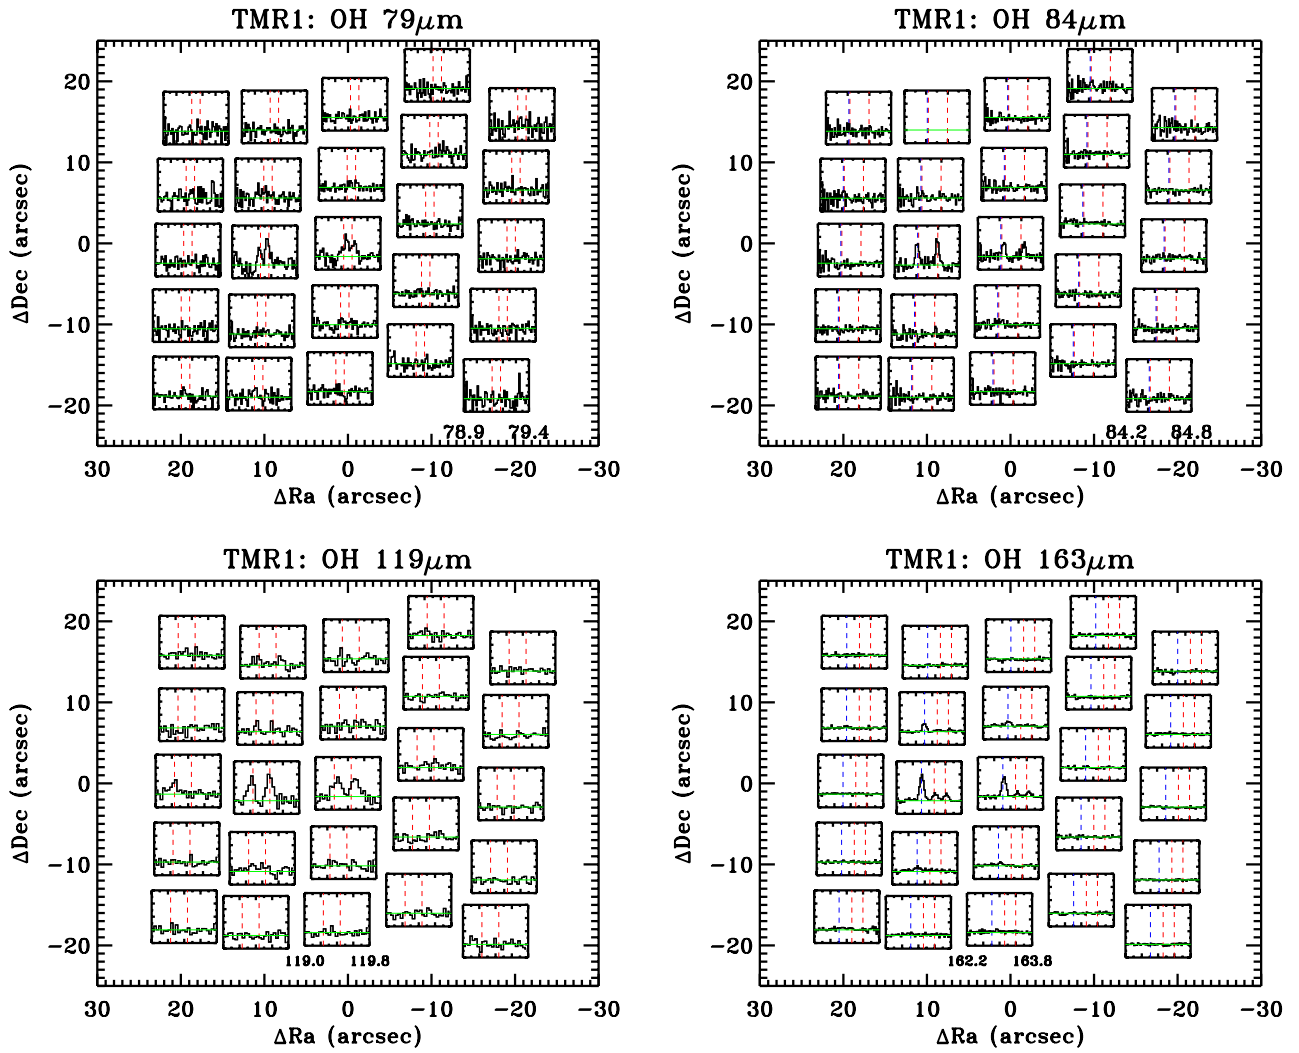 TMR1: OH 79μm
TMR1: OH 84μm
20
10
0
−10
−20
ΔDec (arcsec)
78.9 79.4
30 20 10 0 −10 −20 −30
ΔRa (arcsec)
20
10
0
−10
−20
ΔDec (arcsec)
84.2 84.8
30 20 10 0 −10 −20 −30
ΔRa (arcsec)
TMR1: OH 119μm
TMR1: OH 163μm
20
10
0
−10
−20
ΔDec (arcsec)
119.0 119.8
30 20 10 0 −10 −20 −30
ΔRa (arcsec)
20
10
0
−10
−20
ΔDec (arcsec)
162.2 163.8
30 20 10 0 −10 −20 −30
ΔRa (arcsec)